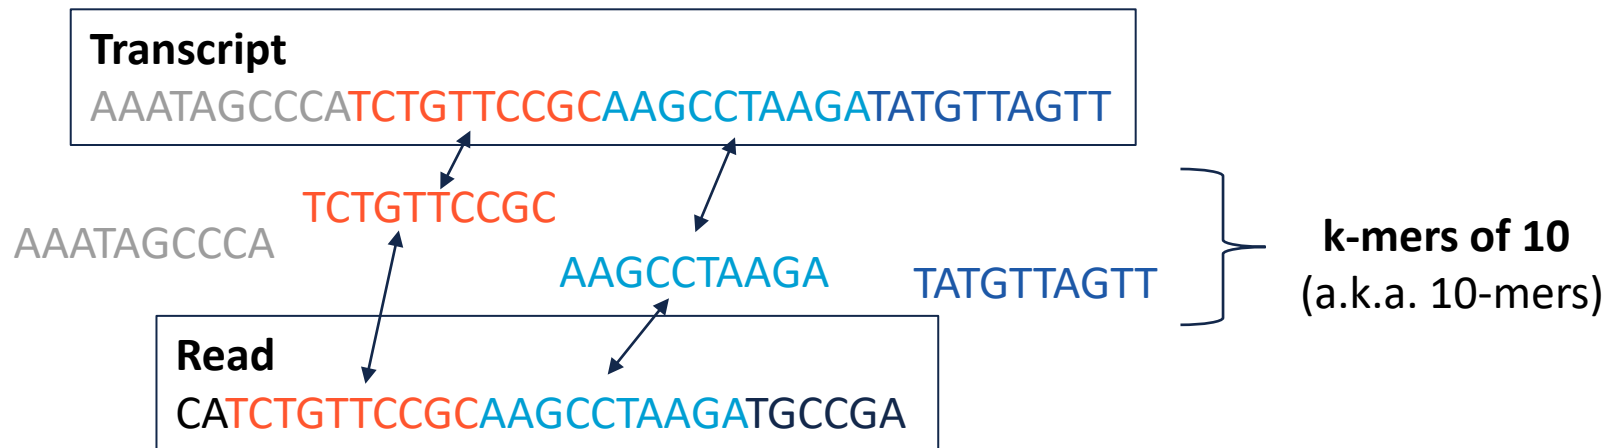 Transcript
AAATAGCCCATCTGTTCCGCAAGCCTAAGATATGTTAGTT
TCTGTTCCGC
AAATAGCCCA
AAGCCTAAGA
TATGTTAGTT
k-mers of 10
(a.k.a. 10-mers)
Read
CATCTGTTCCGCAAGCCTAAGATGCCGA